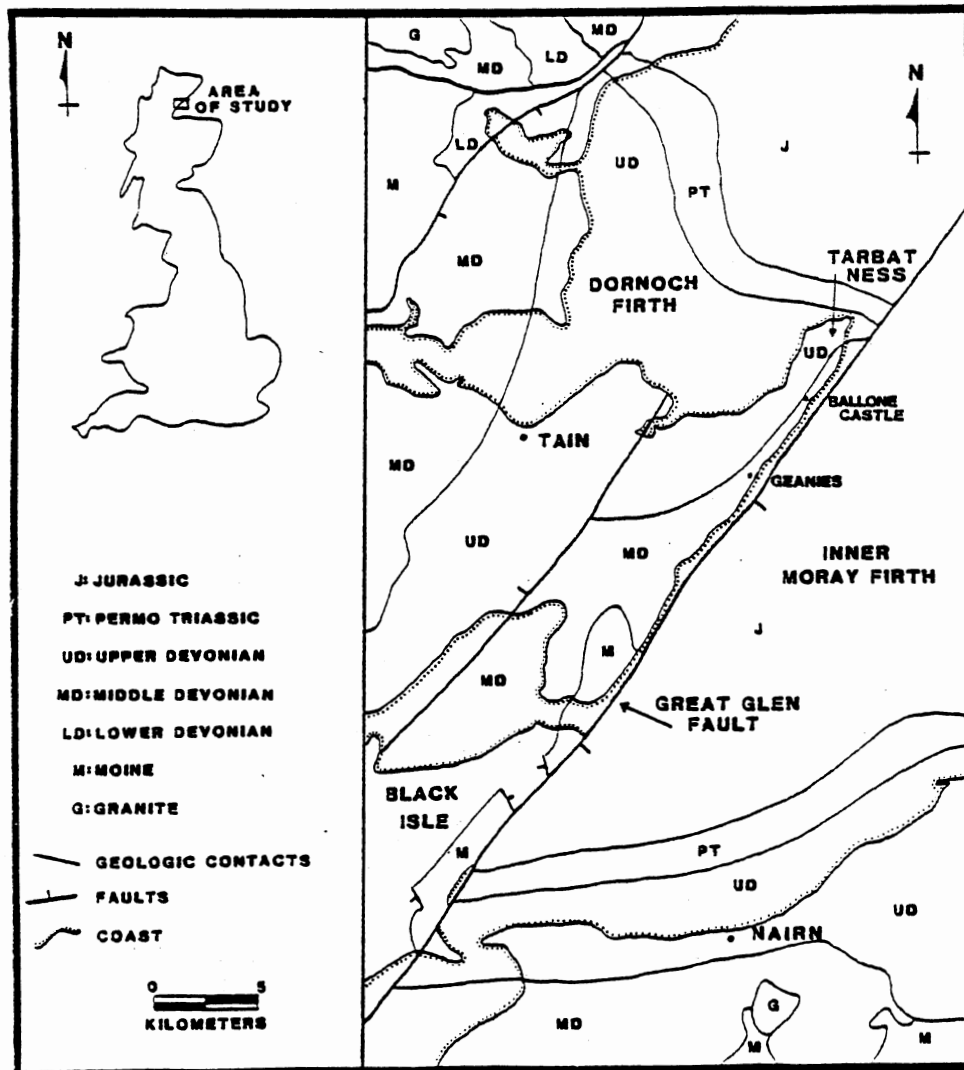 N
AREA
OF STUDY
J: JURASSIC
PT: PERMO TRIASSIC
UD: UPPER DEVONIAN
MD: MIDDLE DEVONIAN
LD: LOWER DEVONIAN
M: MOINE
G: GRANITE
GEOLOGIC CONTACTS
FAULTS
COAST
0 5
KILOMETERS
G
MD
LD
MD
N
LD
UD
J
M
PT
MD
TARBAT
NESS
DORNOCH
FIRTH
UD
BALLONE
CASTLE
TAIN
MD
GEANIES
UD
MD
INNER
MORAY FIRTH
J
M
MD
GREAT GLEN
FAULT
BLACK
ISLE
M
PT
UD
UD
NAIRN
G
MD
M
M